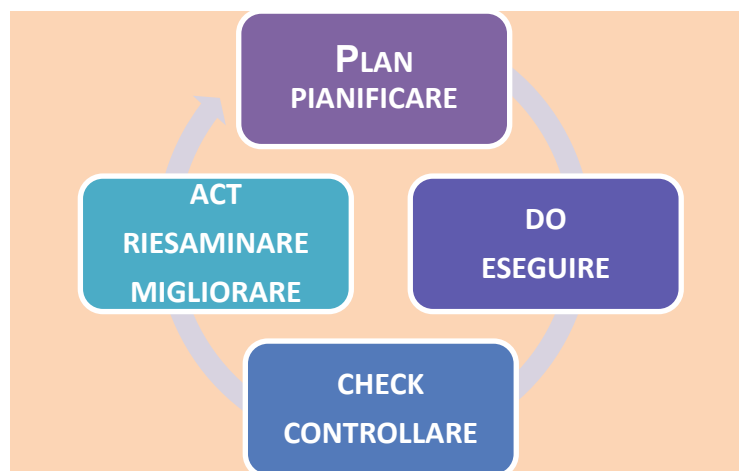 PLAN
PIANIFICARE
DO
ESEGUIRE
CHECK
CONTROLLARE
ACT
RIESAMINARE
MIGLIORARE